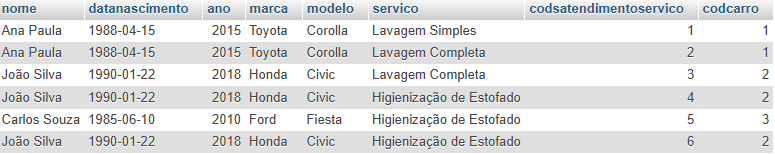 nome datanascimento ano marca modelo servico codsatendimentoservico codcarro
Ana Paula 1988-04-15 2015 Toyota Corolla Lavagem Simples 1 1
Ana Paula 1988-04-15 2015 Toyota Corolla Lavagem Completa 2 1
João Silva 1990-01-22 2018 Honda Civic Lavagem Completa 3 2
João Silva 1990-01-22 2018 Honda Civic Higienização de Estofado 4 2
Carlos Souza 1985-06-10 2010 Ford Fiesta Higienização de Estofado 5 3
João Silva 1990-01-22 2018 Honda Civic Higienização de Estofado 6 2